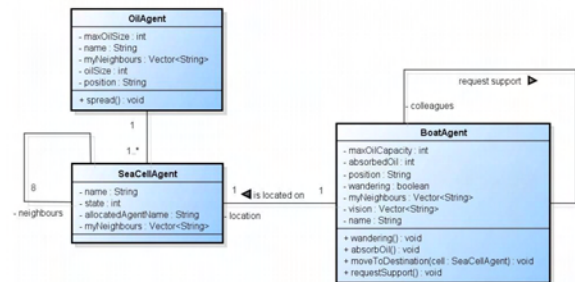 OilAgent
- maxOilSize : int
- name : String
- myNeighbours : Vector<String>
- oilSize : int
- position : String
+ spread() : void
request support
- colleagues
1
1..*
BoatAgent
- maxOilCapacity : int
- absorbedOil : int
- position : String
- wandering : boolean
- myNeighbours : Vector<String>
- vision : Vector<String>
- name : String
+ wandering() : void
+ absorbOil() : void
+ moveToDestination(cell : SeaCellAgent) : void
+ requestSupport() : void
SeaCellAgent
- name : String
- state : int
- allocatedAgentName : String
- myNeighbours : Vector<String>
8
- neighbours
1 is located on 1
- location